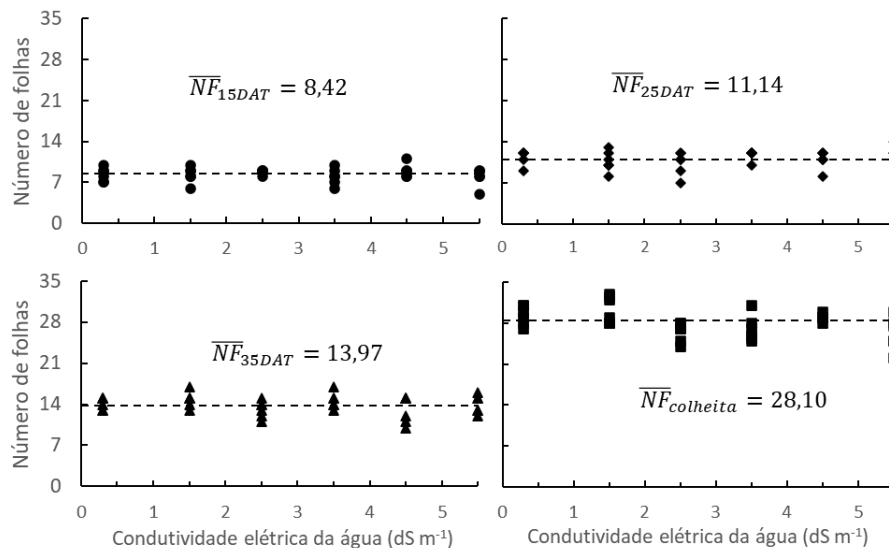 Número de folhas
35
28
21
14
7
0
NF15DAT = 8,42
0 1 2 3 4 5
NF25DAT = 11,14
0 1 2 3 4 5
Número de folhas
35
28
21
14
7
0
NF35DAT = 13,97
0 1 2 3 4 5
Condutividade elétrica da água (dS m⁻¹)
NFcolheita = 28,10
0 1 2 3 4 5
Condutividade elétrica da água (dS m⁻¹)